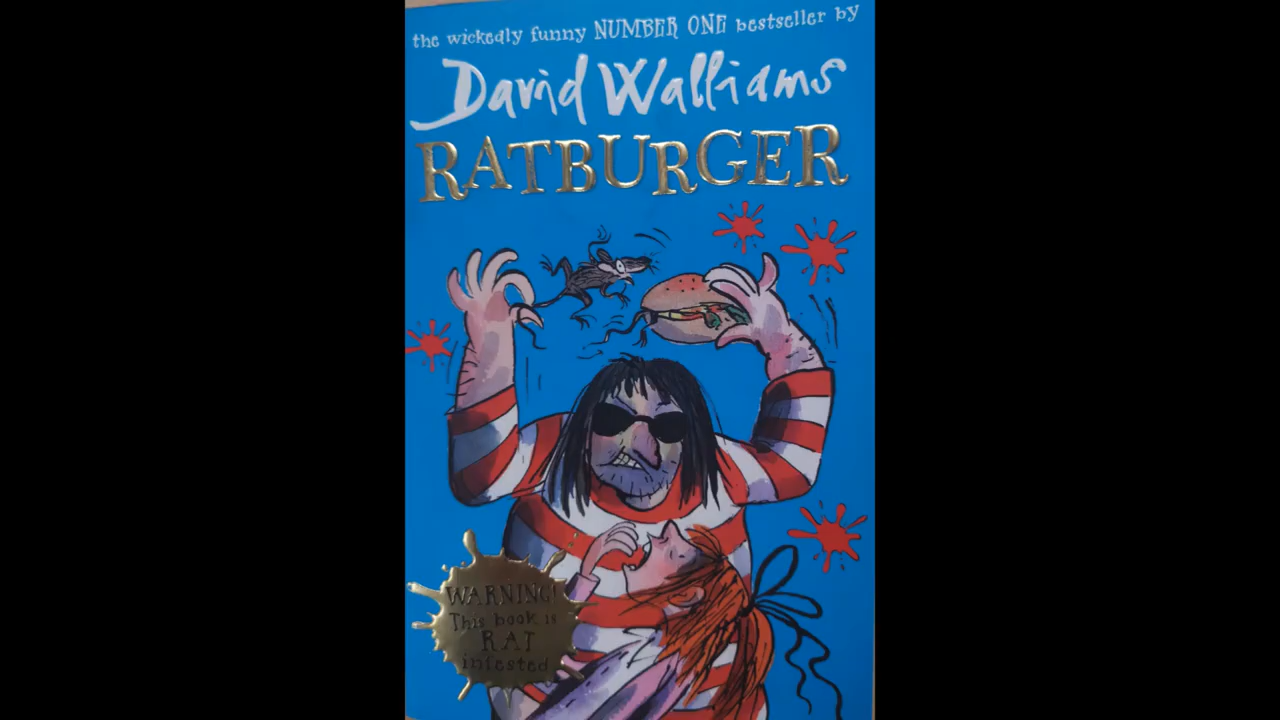 the wickedly funny NUMBER ONE bestseller by
David Walliams
RATBURGER
WARNING!
This book is
RAT
infested